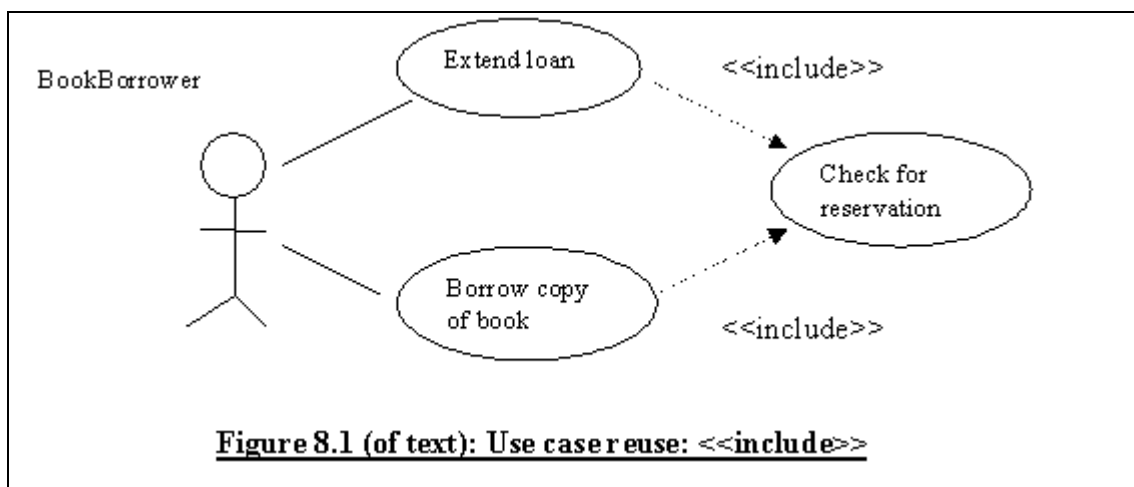 BookBorrower
Extend loan
<<include>>
Check for
reservation
Borrow copy
of book
<<include>>
Figure 8.1 (of text): Use case reuse: <<include>>